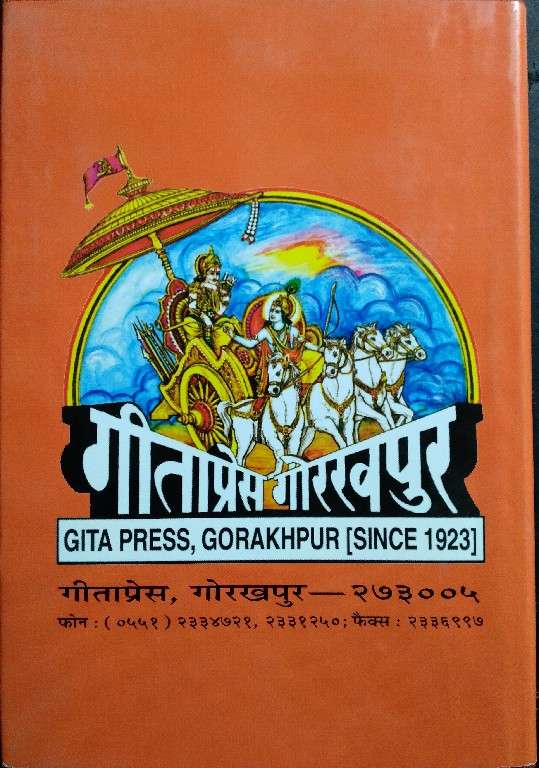 गीताप्रेस गोरखपुर
GITA PRESS, GORAKHPUR [SINCE 1923]
गीताप्रेस, गोरखपुर — २७३००५
फोन : ( ०५५१ ) २३३४७२१, २३३१२५०; फैक्स : २३३६९९७